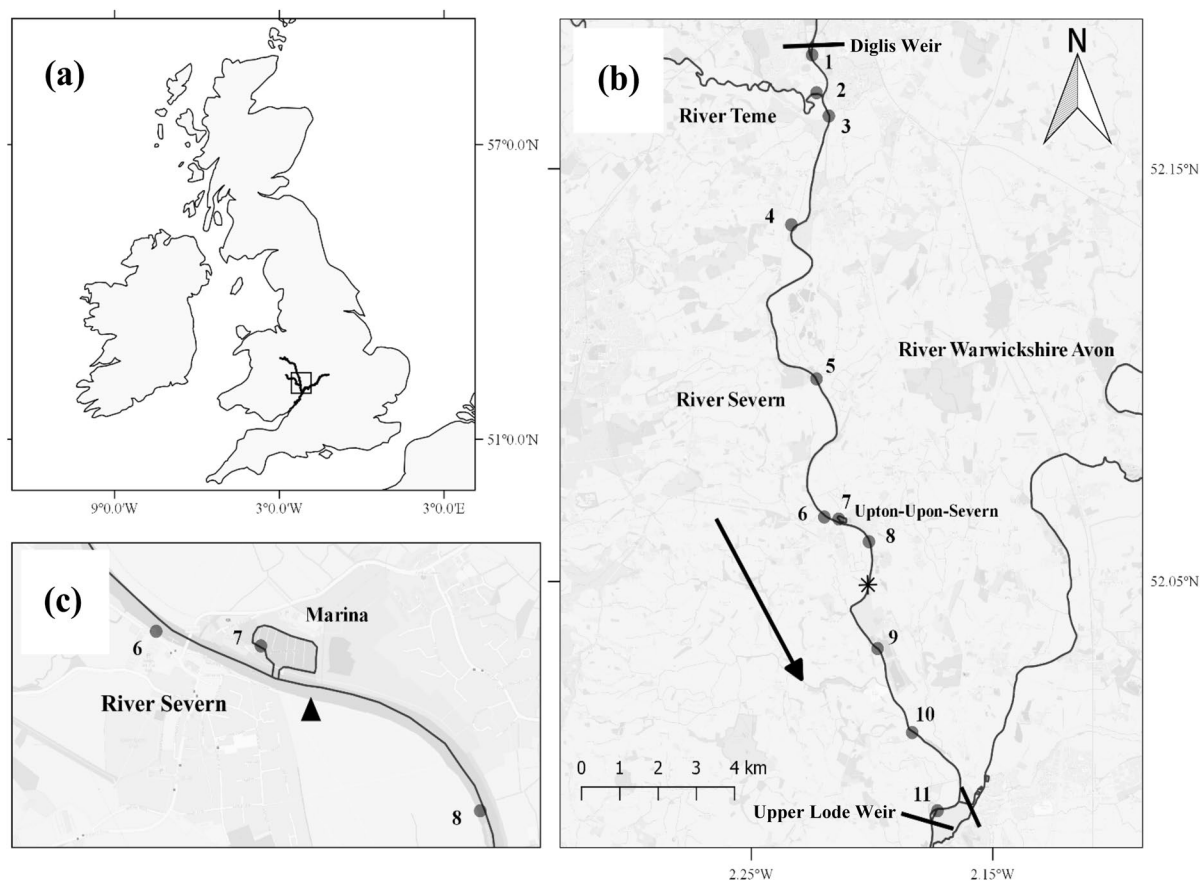 (a)
57°0.0'N
51°0.0'N
9°0.0'W
3°0.0'W
3°0.0'E
(b)
Diglis Weir
N
1
2
River Teme
3
52.15°N
4
River Warwickshire Avon
5
River Severn
6
7
Upton-Upon-Severn
8
52.05°N
9
10
0 1 2 3 4 km
11
Upper Lode Weir
2.25°W
2.15°W
(c)
Marina
6
7
River Severn
8